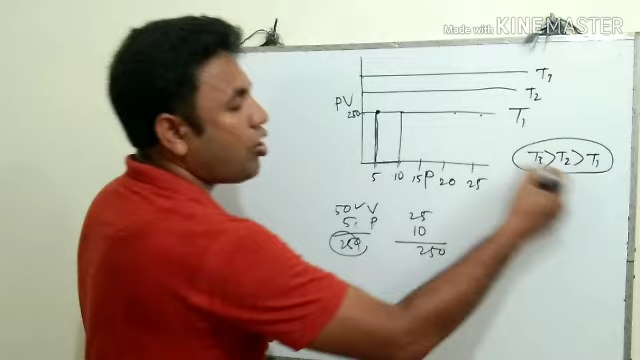 Made with KINEMASTER
T3
T2
PV
250
T1
T3 > T2 > T1
5 10 15 P 20 25
50 ✓ V 25
5 P 10
250 250